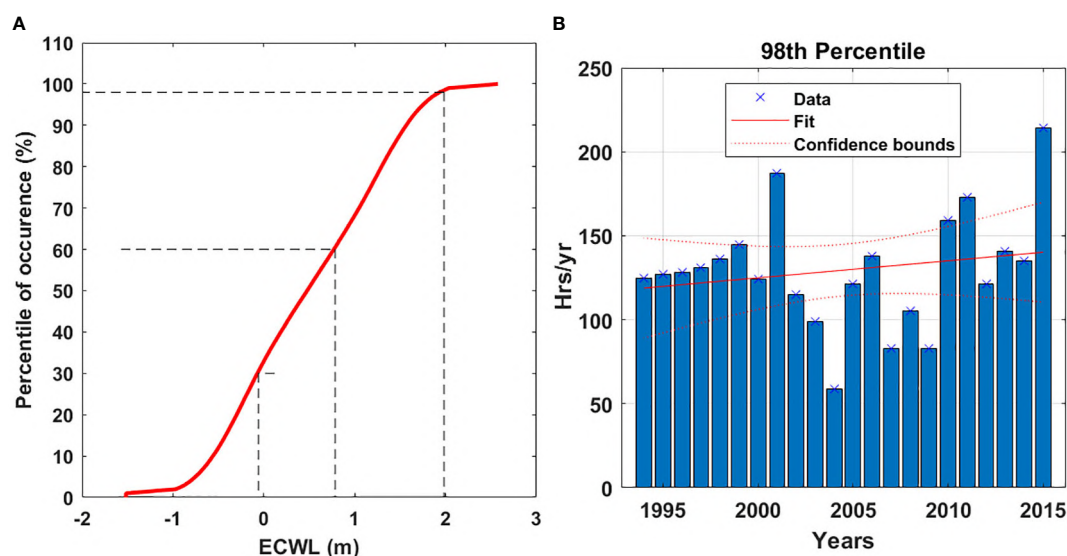 A
110
100
90
80
70
60
50
40
30
20
10
0
Percentile of occurence (%)
-2 -1 0 1 2 3
ECWL (m)
B
98th Percentile
250
200
150
100
50
0
Hrs/yr
Data
Fit
Confidence bounds
1995 2000 2005 2010 2015
Years